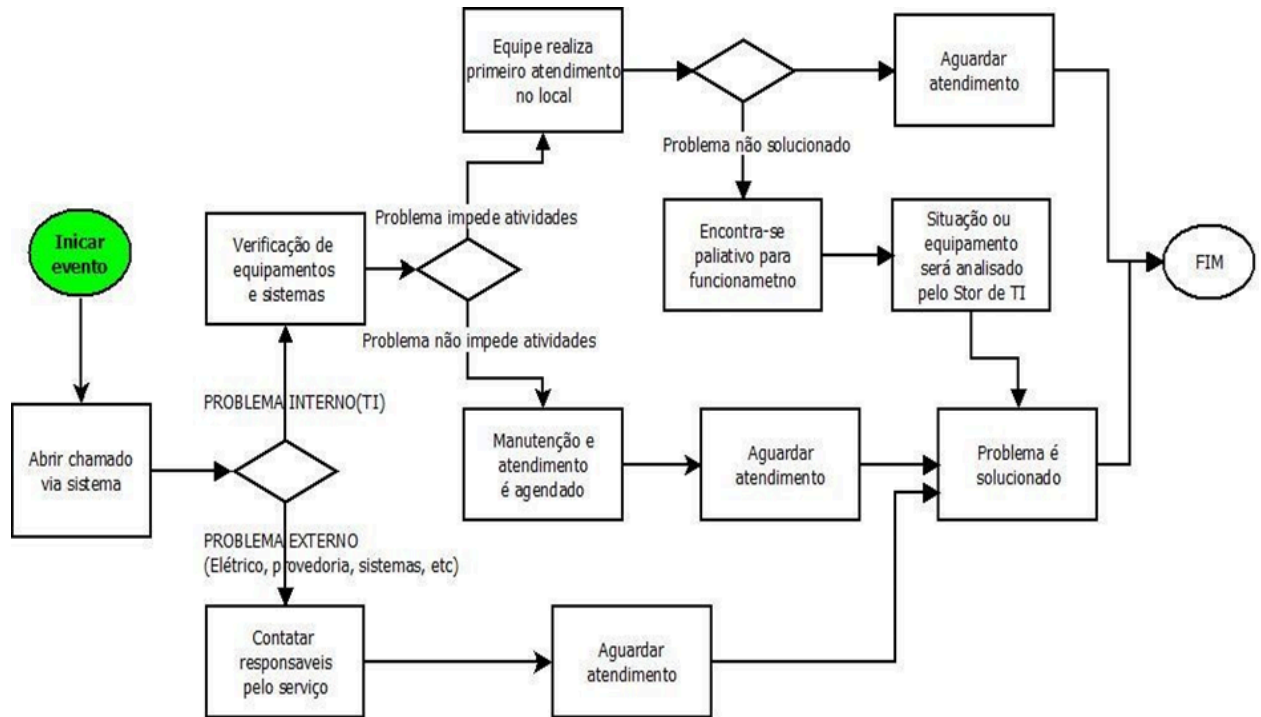 Equipe realiza
primeiro atendimento
no local
Aguardar
atendimento
Problema não solucionado
Inicar
evento
Verificação de
equipamentos
e sistemas
Problema impede atividades
Encontra-se
paliativo para
funcionametno
Situação ou
equipamento
será analisado
pelo Stor de TI
FIM
Problema não impede atividades
PROBLEMA INTERNO(TI)
Abrir chamado
via sistema
Manutenção e
atendimento
é agendado
Aguardar
atendimento
Problema é
solucionado
PROBLEMA EXTERNO
(Elétrico, provedoria, sistemas, etc)
Contatar
responsaveis
pelo serviço
Aguardar
atendimento